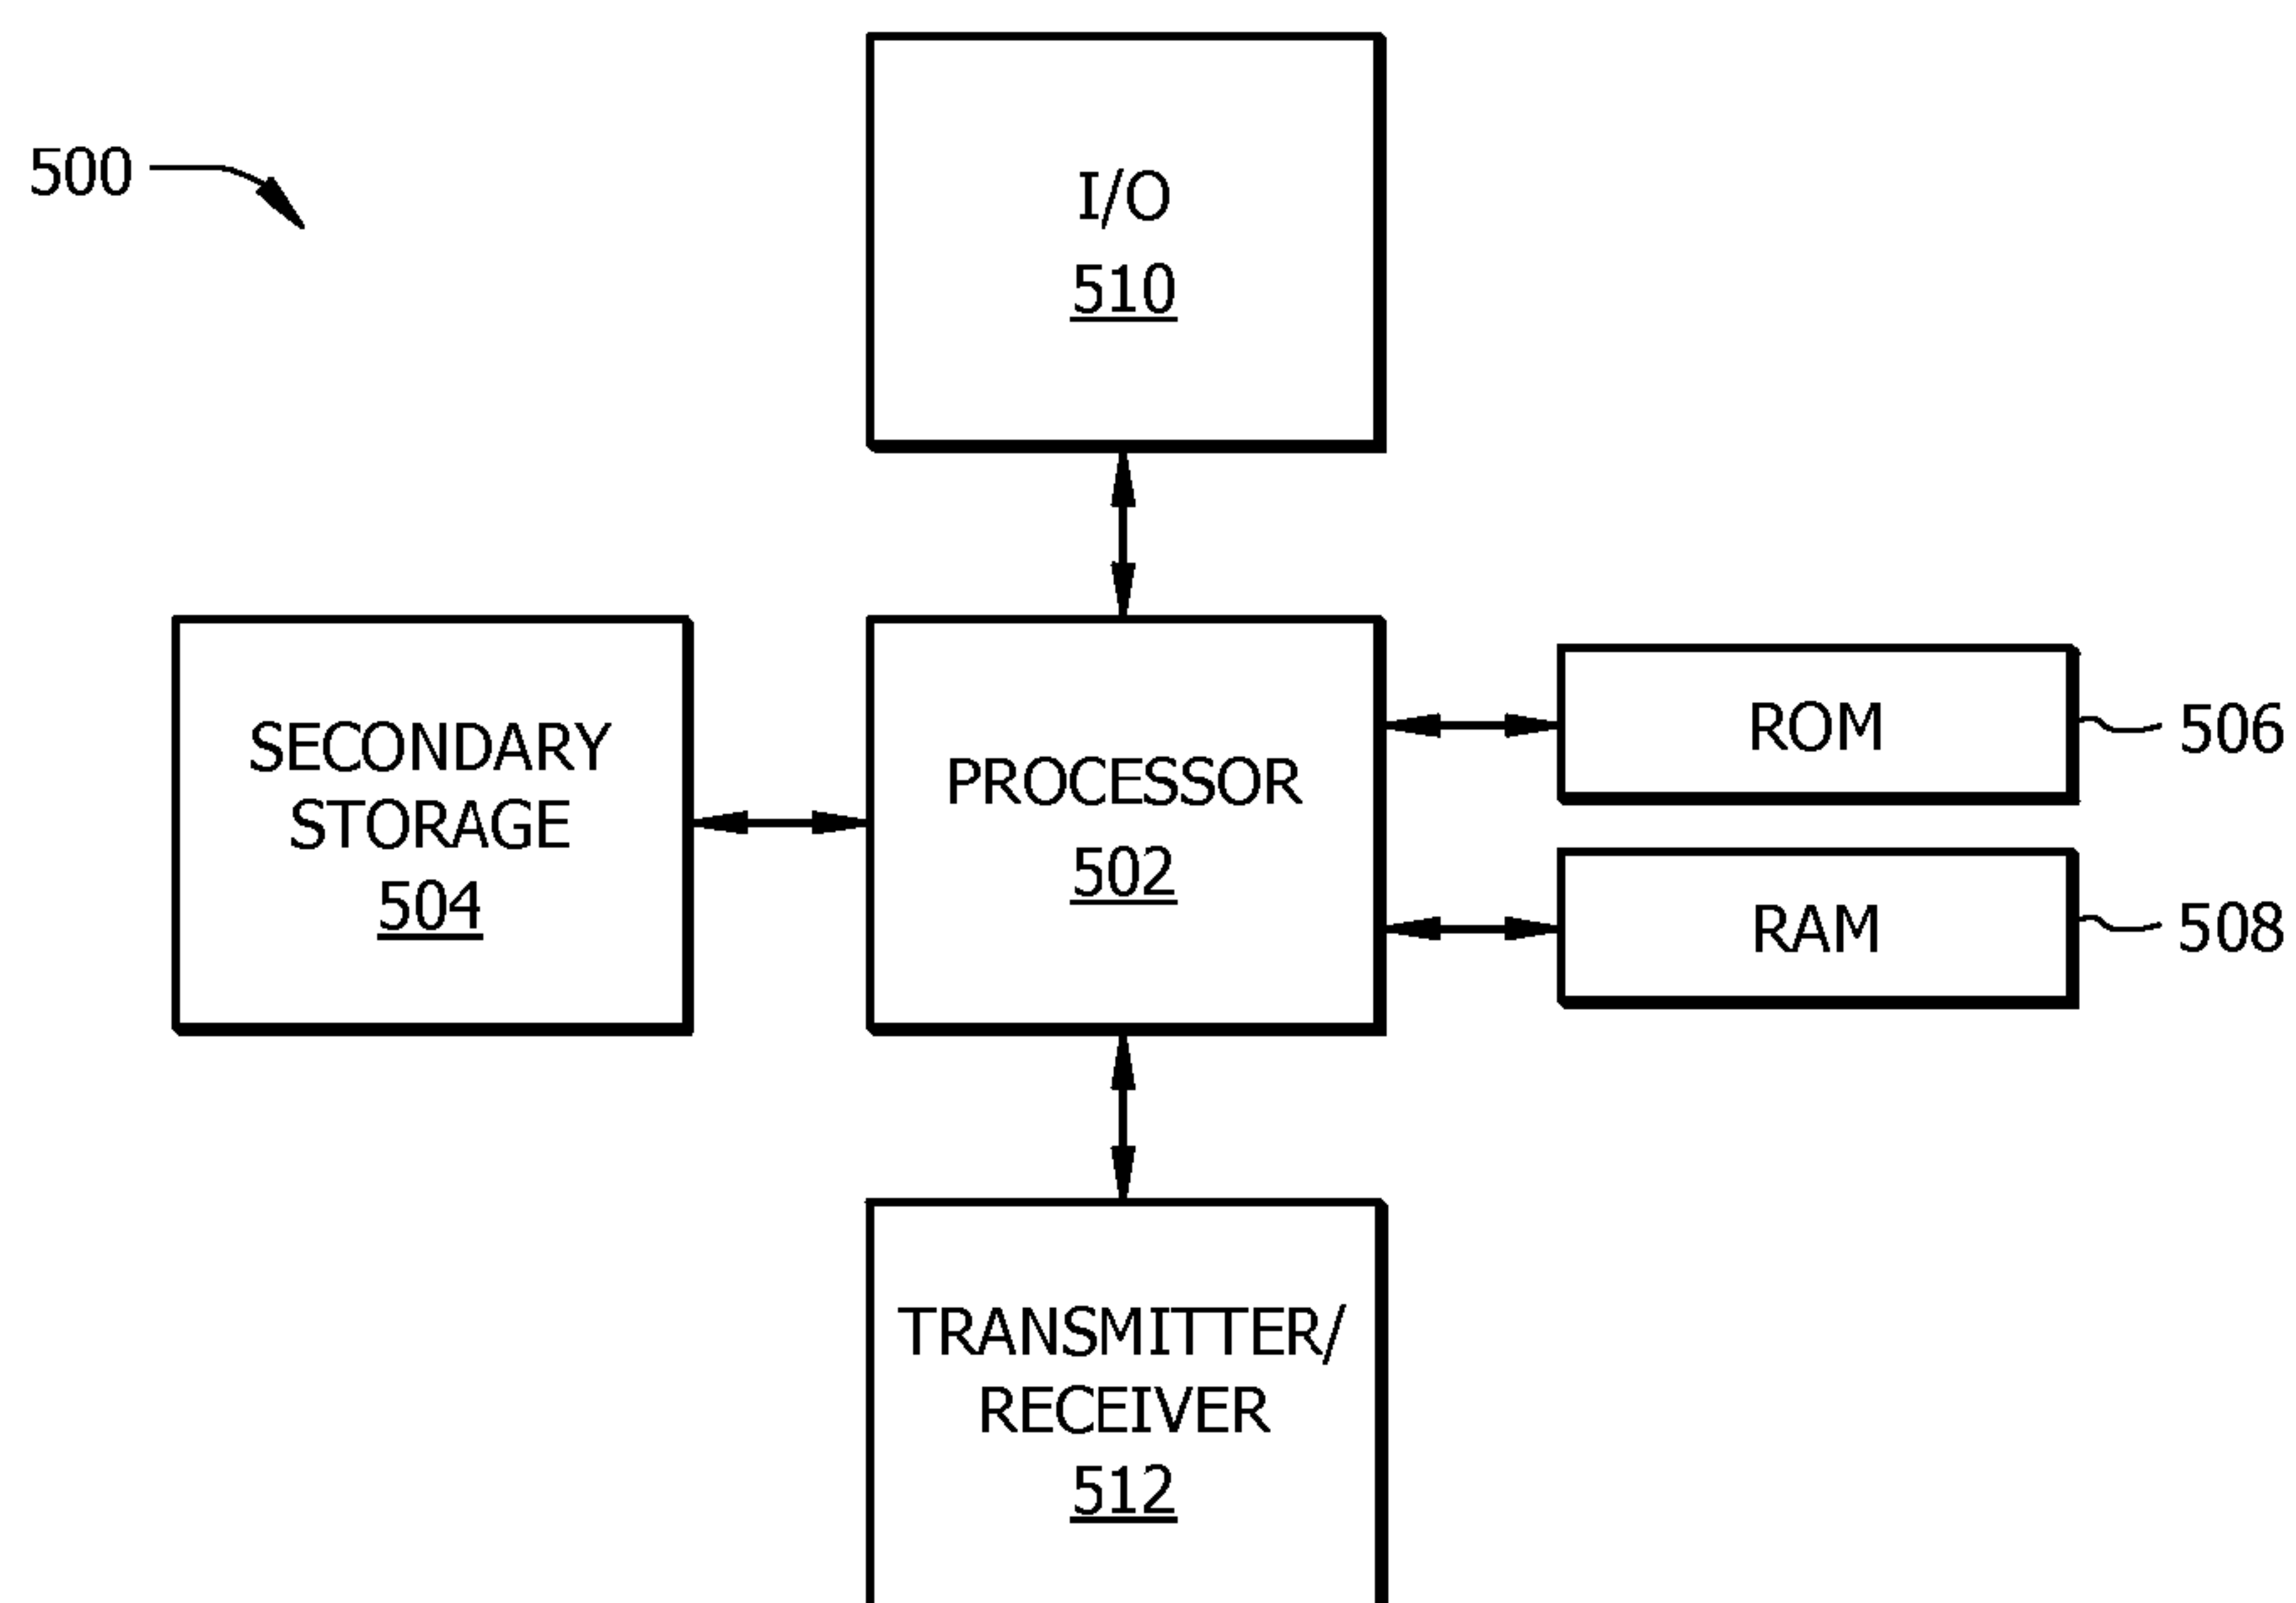 500
I/O
510
SECONDARY
STORAGE
504
PROCESSOR
502
ROM
506
RAM
508
TRANSMITTER/
RECEIVER
512